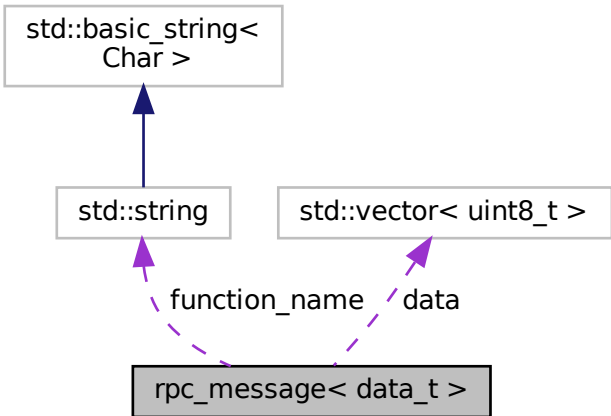 std::basic_string<
Char >
std::string
std::vector< uint8_t >
function_name
data
rpc_message< data_t >